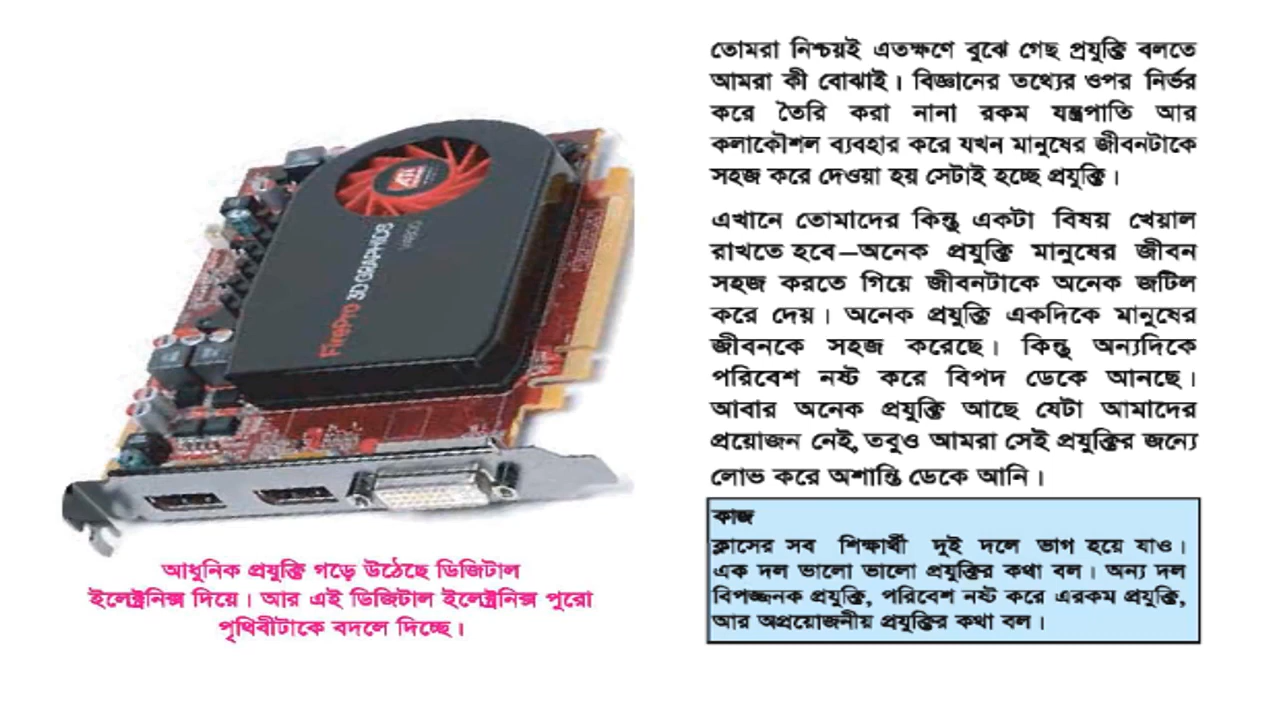 ATI
FirePro 3D GRAPHICS
V4800
আধুনিক প্রযুক্তি গড়ে উঠেছে ডিজিটাল
ইলেক্ট্রনিক্স দিয়ে। আর এই ডিজিটাল ইলেক্ট্রনিক্স পুরো
পৃথিবীটাকে বদলে দিচ্ছে।
তোমরা নিশ্চয়ই এতক্ষণে বুঝে গেছ প্রযুক্তি বলতে
আমরা কী বোঝাই। বিজ্ঞানের তথ্যের ওপর নির্ভর
করে তৈরি করা নানা রকম যন্ত্রপাতি আর
কলাকৌশল ব্যবহার করে যখন মানুষের জীবনটাকে
সহজ করে দেওয়া হয় সেটাই হচ্ছে প্রযুক্তি।
এখানে তোমাদের কিন্তু একটা বিষয় খেয়াল
রাখতে হবে—অনেক প্রযুক্তি মানুষের জীবন
সহজ করতে গিয়ে জীবনটাকে অনেক জটিল
করে দেয়। অনেক প্রযুক্তি একদিকে মানুষের
জীবনকে সহজ করেছে। কিন্তু অন্যদিকে
পরিবেশ নষ্ট করে বিপদ ডেকে আনছে।
আবার অনেক প্রযুক্তি আছে যেটা আমাদের
প্রয়োজন নেই, তবুও আমরা সেই প্রযুক্তির জন্যে
লোভ করে অশান্তি ডেকে আনি।
কাজ
ক্লাসের সব শিক্ষার্থী দুই দলে ভাগ হয়ে যাও।
এক দল ভালো ভালো প্রযুক্তির কথা বল। অন্য দল
বিপজ্জনক প্রযুক্তি, পরিবেশ নষ্ট করে এরকম প্রযুক্তি,
আর অপ্রয়োজনীয় প্রযুক্তির কথা বল।